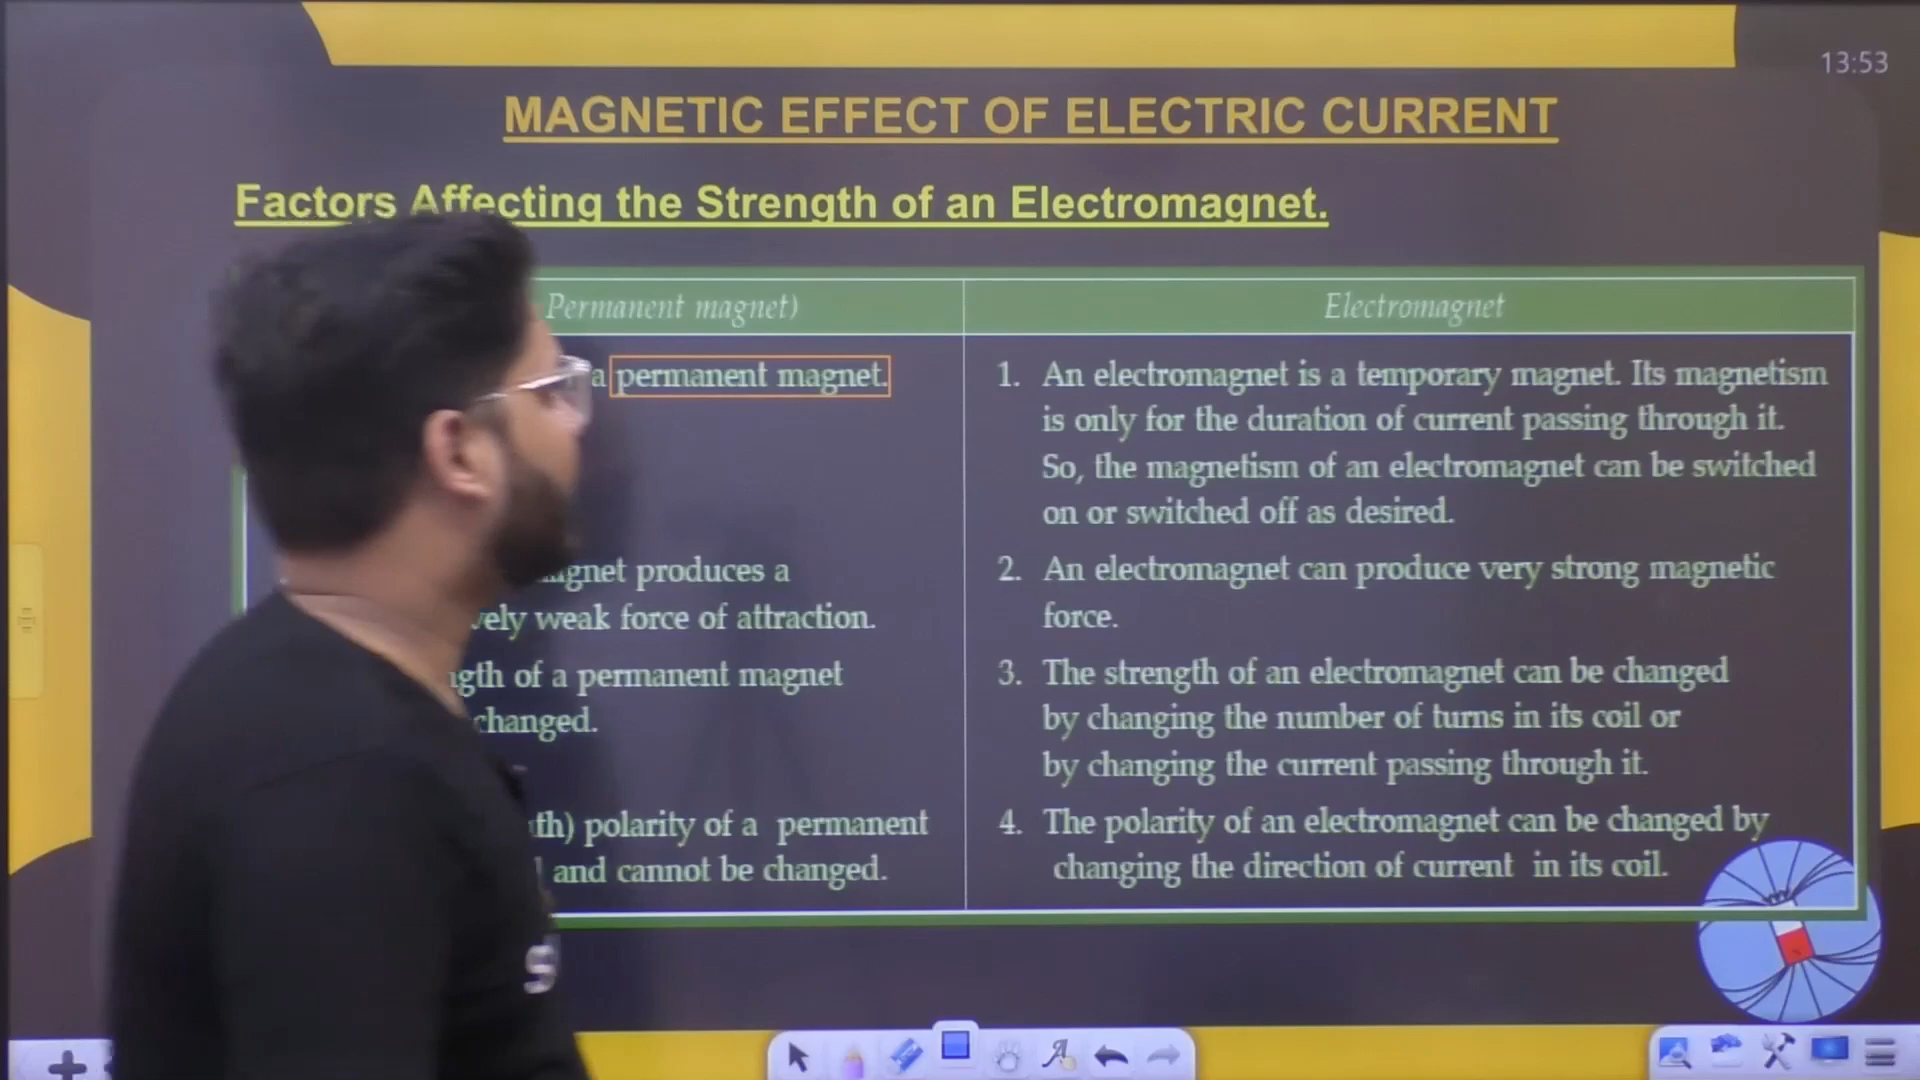 13:53
MAGNETIC EFFECT OF ELECTRIC CURRENT
Factors Affecting the Strength of an Electromagnet.
Permanent magnet)
a permanent magnet.
produces a
weak force of attraction.
of a permanent magnet
changed.
polarity of a permanent
and cannot be changed.
Electromagnet
1. An electromagnet is a temporary magnet. Its magnetism
is only for the duration of current passing through it.
So, the magnetism of an electromagnet can be switched
on or switched off as desired.
2. An electromagnet can produce very strong magnetic
force.
3. The strength of an electromagnet can be changed
by changing the number of turns in its coil or
by changing the current passing through it.
4. The polarity of an electromagnet can be changed by
changing the direction of current in its coil.